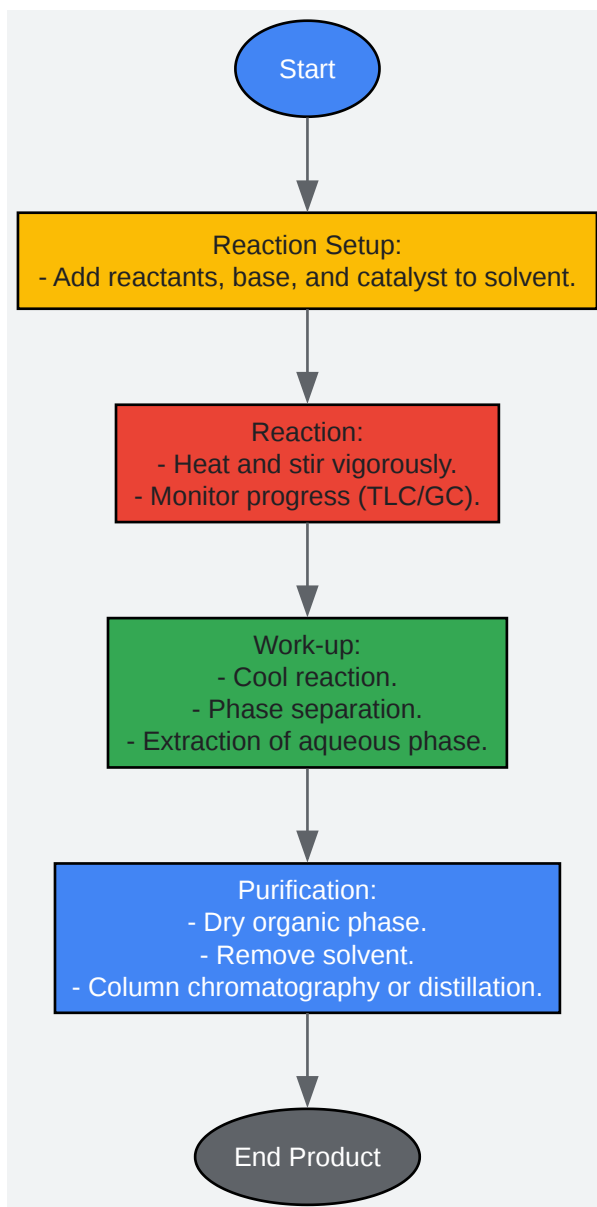 Start
Reaction Setup:
- Add reactants, base, and catalyst to solvent.
Reaction:
- Heat and stir vigorously.
- Monitor progress (TLC/GC).
Work-up:
- Cool reaction.
- Phase separation.
- Extraction of aqueous phase.
Purification:
- Dry organic phase.
- Remove solvent.
- Column chromatography or distillation.
End Product